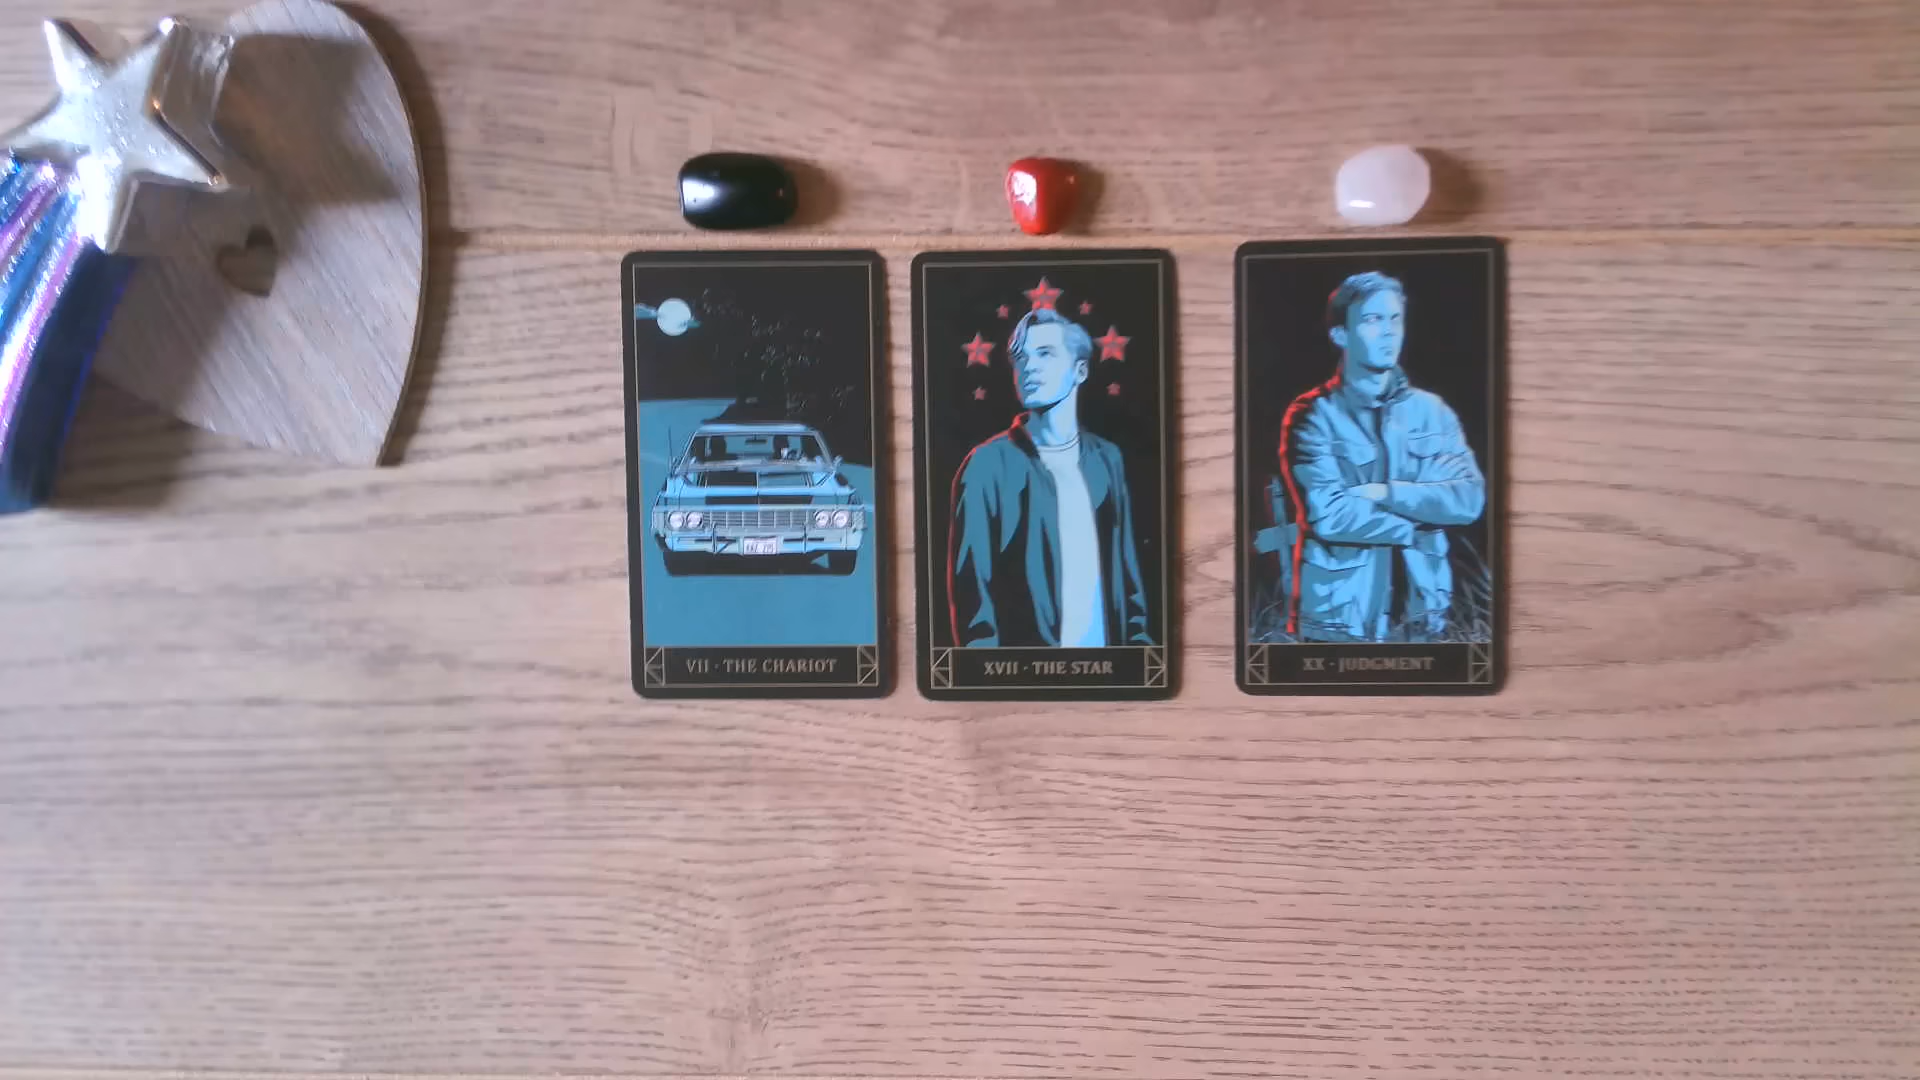 VII · THE CHARIOT
XVII · THE STAR
XX · JUDGMENT